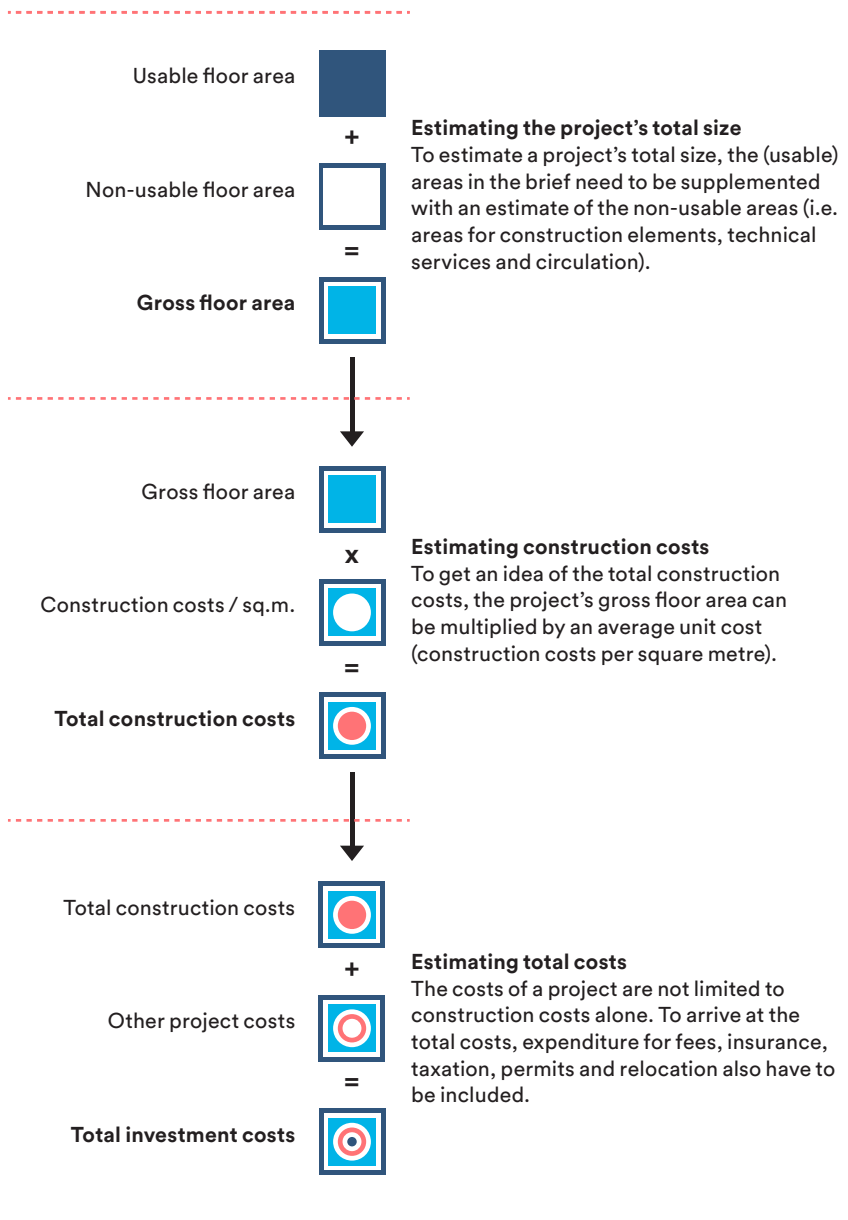 Usable floor area
+
Non-usable floor area
=
Gross floor area
Estimating the project’s total size
To estimate a project’s total size, the (usable)
areas in the brief need to be supplemented
with an estimate of the non-usable areas (i.e.
areas for construction elements, technical
services and circulation).
Gross floor area
x
Construction costs / sq.m.
=
Total construction costs
Estimating construction costs
To get an idea of the total construction
costs, the project’s gross floor area can
be multiplied by an average unit cost
(construction costs per square metre).
Total construction costs
+
Other project costs
=
Total investment costs
Estimating total costs
The costs of a project are not limited to
construction costs alone. To arrive at the
total costs, expenditure for fees, insurance,
taxation, permits and relocation also have to
be included.